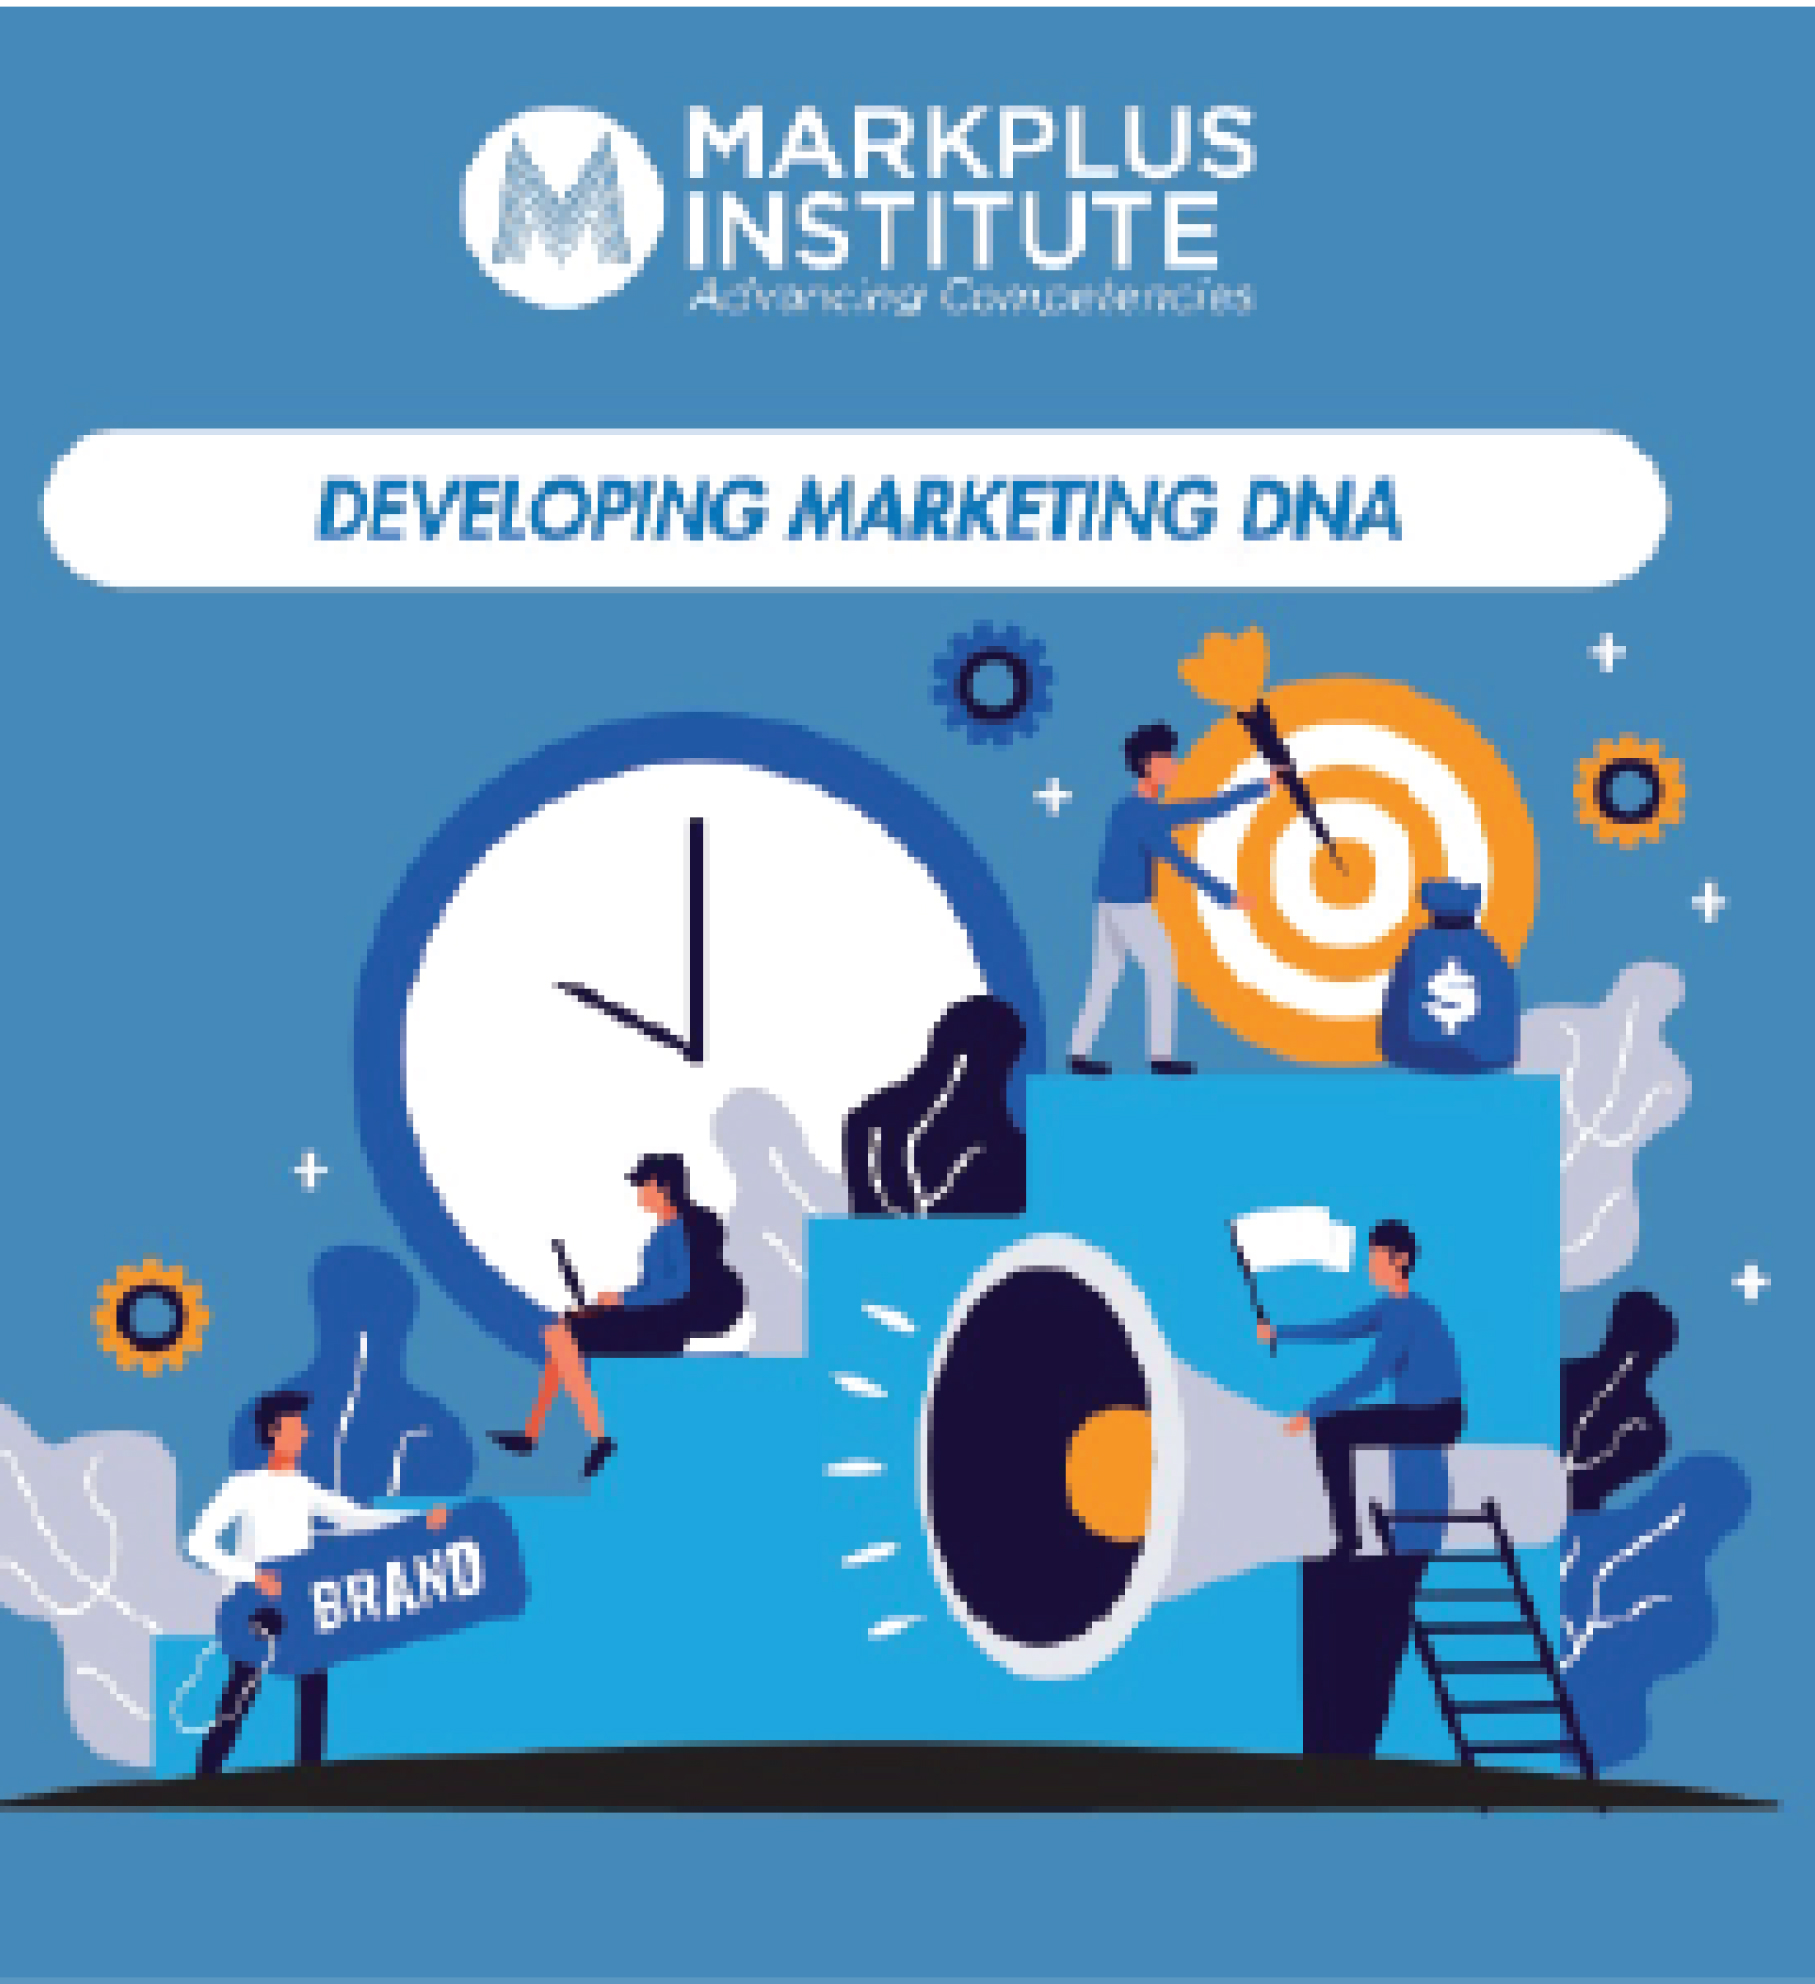 MARKPLUS
INSTITUTE
Advancing Competencies
DEVELOPING MARKETING DNA
$
BRAND